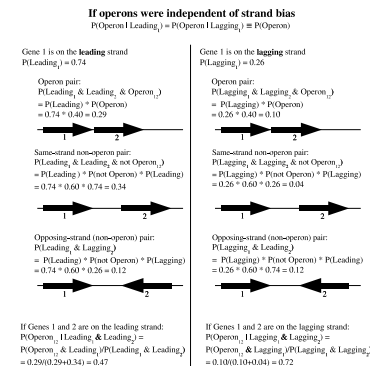 If operons were independent of strand bias
P(Operon | Leading₁) = P(Operon | Lagging₁) ≡ P(Operon)
Gene 1 is on the leading strand
P(Leading₁) = 0.74
Operon pair:
P(Leading₁ & Leading₂ & Operon₁₂)
= P(Leading) * P(Operon)
= 0.74 * 0.40 = 0.29
1 2
Same-strand non-operon pair:
P(Leading₁ & Leading₂ & not Operon₁₂)
= P(Leading ) * P(not Operon) * P(Leading)
= 0.74 * 0.60 * 0.74 = 0.34
1 2
Opposing-strand (non-operon) pair:
P(Leading₁ & Lagging₂)
= P(Leading) * P(not Operon) * P(Lagging)
= 0.74 * 0.60 * 0.26 = 0.12
1 2
If Genes 1 and 2 are on the leading strand:
P(Operon₁₂ | Leading₁ & Leading₂) =
P(Operon₁₂ & Leading₁)/P(Leading₁ & Leading₂)
= 0.29/(0.29+0.34) = 0.47
Gene 1 is on the lagging strand
P(Lagging₁) = 0.26
Operon pair:
P(Lagging₁ & Lagging₂ & Operon₁₂)
= P(Lagging) * P(Operon)
= 0.26 * 0.40 = 0.10
1 2
Same-strand non-operon pair:
P(Lagging₁ & Lagging₂ & not Operon₁₂)
= P(Lagging) * P(not Operon) * P(Lagging)
= 0.26 * 0.60 * 0.26 = 0.04
1 2
Opposing-strand (non-operon) pair:
P(Lagging₁ & Leading₂)
= P(Lagging) * P(not Operon) * P(Leading)
= 0.26 * 0.60 * 0.74 = 0.12
1 2
If Genes 1 and 2 are on the lagging strand:
P(Operon₁₂ | Lagging₁ & Lagging₂) =
P(Operon₁₂ & Lagging₁)/P(Lagging₁ & Lagging₂)
= 0.10/(0.10+0.04) = 0.72